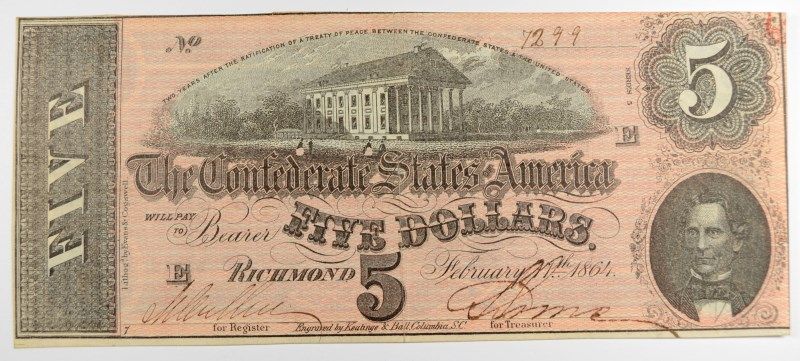 FIVE
No 7299
TWO YEARS AFTER THE RATIFICATION OF A TREATY OF PEACE BETWEEN THE CONFEDERATE STATES & THE UNITED STATES
5
E
The Confederate States of America
WILL PAY
TO Bearer FIVE DOLLARS.
E RICHMOND 5 February 17th 1864.
for Register Engraved by Keatinge & Ball, Columbia, S.C. for Treasurer
7